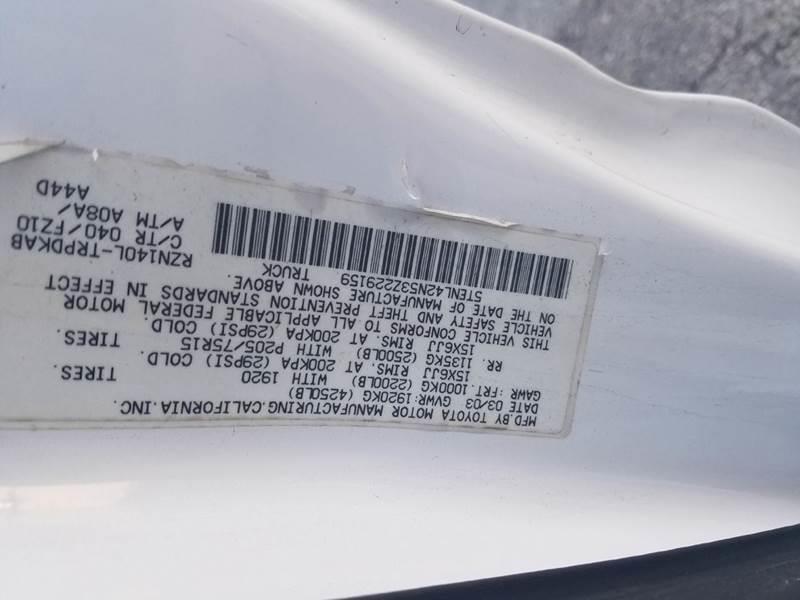 MFD.BY TOYOTA MOTOR MANUFACTURING.CALIFORNIA.INC.
DATE 03/03 GVWR:1920KG (4250LB)
GAWR:FRT.1000KG (2200LB) WITH 1920 TIRES.
15X6JJ RIMS. AT 200KPA (29PSI) COLD.
RR. 1135KG (2500LB) WITH P205/75R15 TIRES.
15X6JJ RIMS. AT 200KPA (29PSI) COLD.
THIS VEHICLE CONFORMS TO ALL APPLICABLE FEDERAL MOTOR
VEHICLE SAFETY AND THEFT PREVENTION STANDARDS IN EFFECT
ON THE DATE OF MANUFACTURE SHOWN ABOVE.
5TENL42N53Z229159 TRUCK
RZN140L-TRPDKAB
C/TR 040/FZ10
A/TM A08A/
A44D